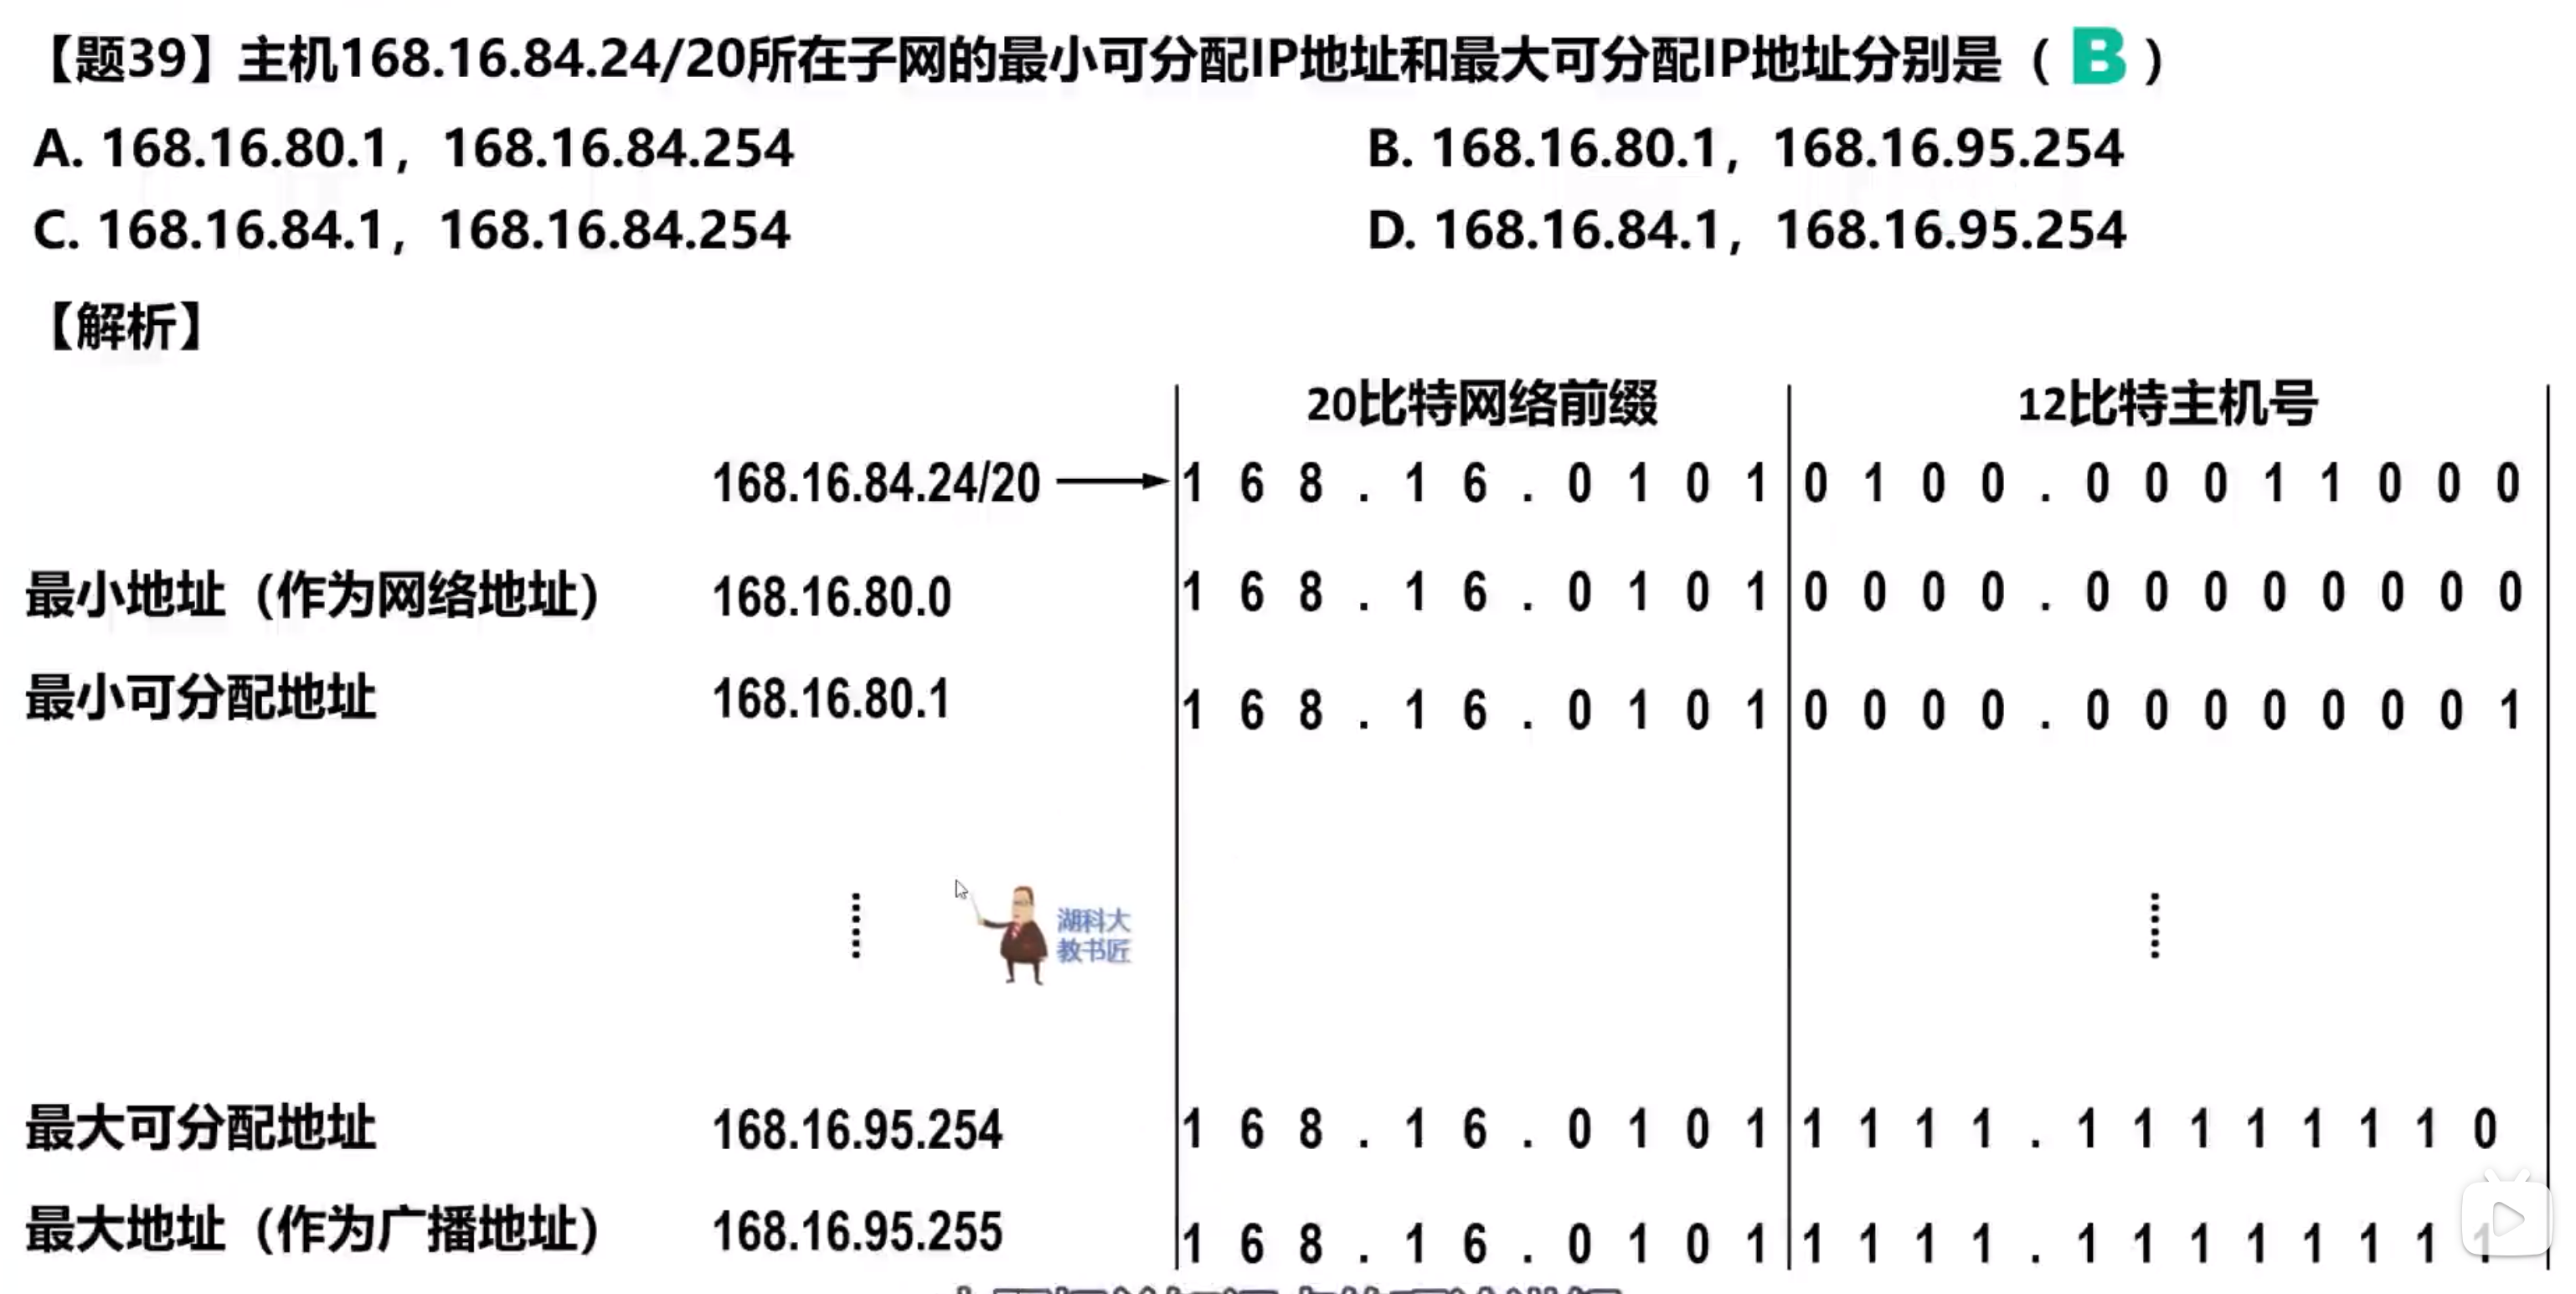 【题39】主机168.16.84.24/20所在子网的最小可分配IP地址和最大可分配IP地址分别是（B）
A. 168.16.80.1，168.16.84.254
B. 168.16.80.1，168.16.95.254
C. 168.16.84.1，168.16.84.254
D. 168.16.84.1，168.16.95.254
【解析】
20比特网络前缀 12比特主机号
168.16.84.24/20 1 6 8 . 1 6 . 0 1 0 1 0 1 0 0 . 0 0 0 1 1 0 0 0
最小地址（作为网络地址） 168.16.80.0 1 6 8 . 1 6 . 0 1 0 1 0 0 0 0 . 0 0 0 0 0 0 0 0
最小可分配地址 168.16.80.1 1 6 8 . 1 6 . 0 1 0 1 0 0 0 0 . 0 0 0 0 0 0 0 1
湖科大
教书匠
最大可分配地址 168.16.95.254 1 6 8 . 1 6 . 0 1 0 1 1 1 1 1 . 1 1 1 1 1 1 1 0
最大地址（作为广播地址） 168.16.95.255 1 6 8 . 1 6 . 0 1 0 1 1 1 1 1 . 1 1 1 1 1 1 1 1